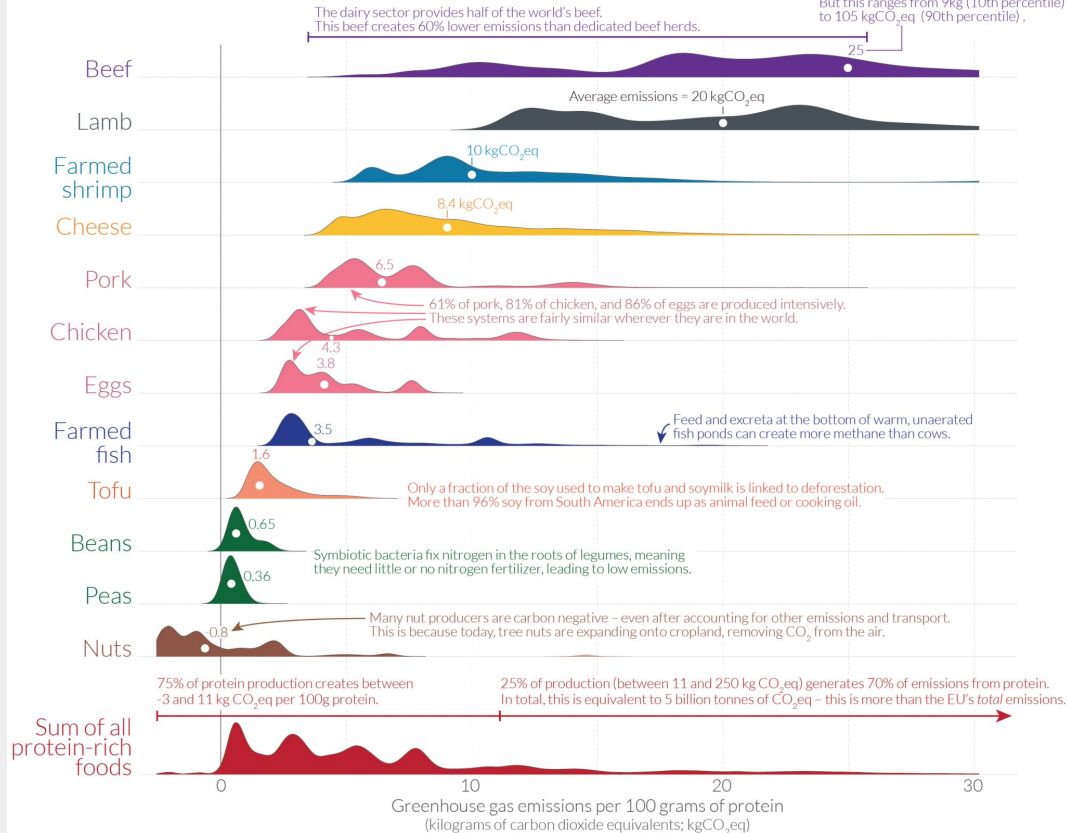 But this ranges from 9kg (10th percentile)
to 105 kgCO₂eq (90th percentile) .
The dairy sector provides half of the world's beef.
This beef creates 60% lower emissions than dedicated beef herds.
25
Beef
Average emissions = 20 kgCO₂eq
Lamb
10 kgCO₂eq
Farmed
shrimp
8.4 kgCO₂eq
Cheese
6.5
Pork
61% of pork, 81% of chicken, and 86% of eggs are produced intensively.
These systems are fairly similar wherever they are in the world.
Chicken
4.3
3.8
Eggs
Farmed
fish
3.5
Feed and excreta at the bottom of warm, unaerated
fish ponds can create more methane than cows.
1.6
Tofu
Only a fraction of the soy used to make tofu and soymilk is linked to deforestation.
More than 96% soy from South America ends up as animal feed or cooking oil.
0.65
Beans
Symbiotic bacteria fix nitrogen in the roots of legumes, meaning
they need little or no nitrogen fertilizer, leading to low emissions.
0.36
Peas
-0.8
Many nut producers are carbon negative – even after accounting for other emissions and transport.
This is because today, tree nuts are expanding onto cropland, removing CO₂ from the air.
Nuts
75% of protein production creates between
-3 and 11 kg CO₂eq per 100g protein.
25% of production (between 11 and 250 kg CO₂eq) generates 70% of emissions from protein.
In total, this is equivalent to 5 billion tonnes of CO₂eq – this is more than the EU's total emissions.
Sum of all
protein-rich
foods
0
10
20
30
Greenhouse gas emissions per 100 grams of protein
(kilograms of carbon dioxide equivalents; kgCO₂eq)